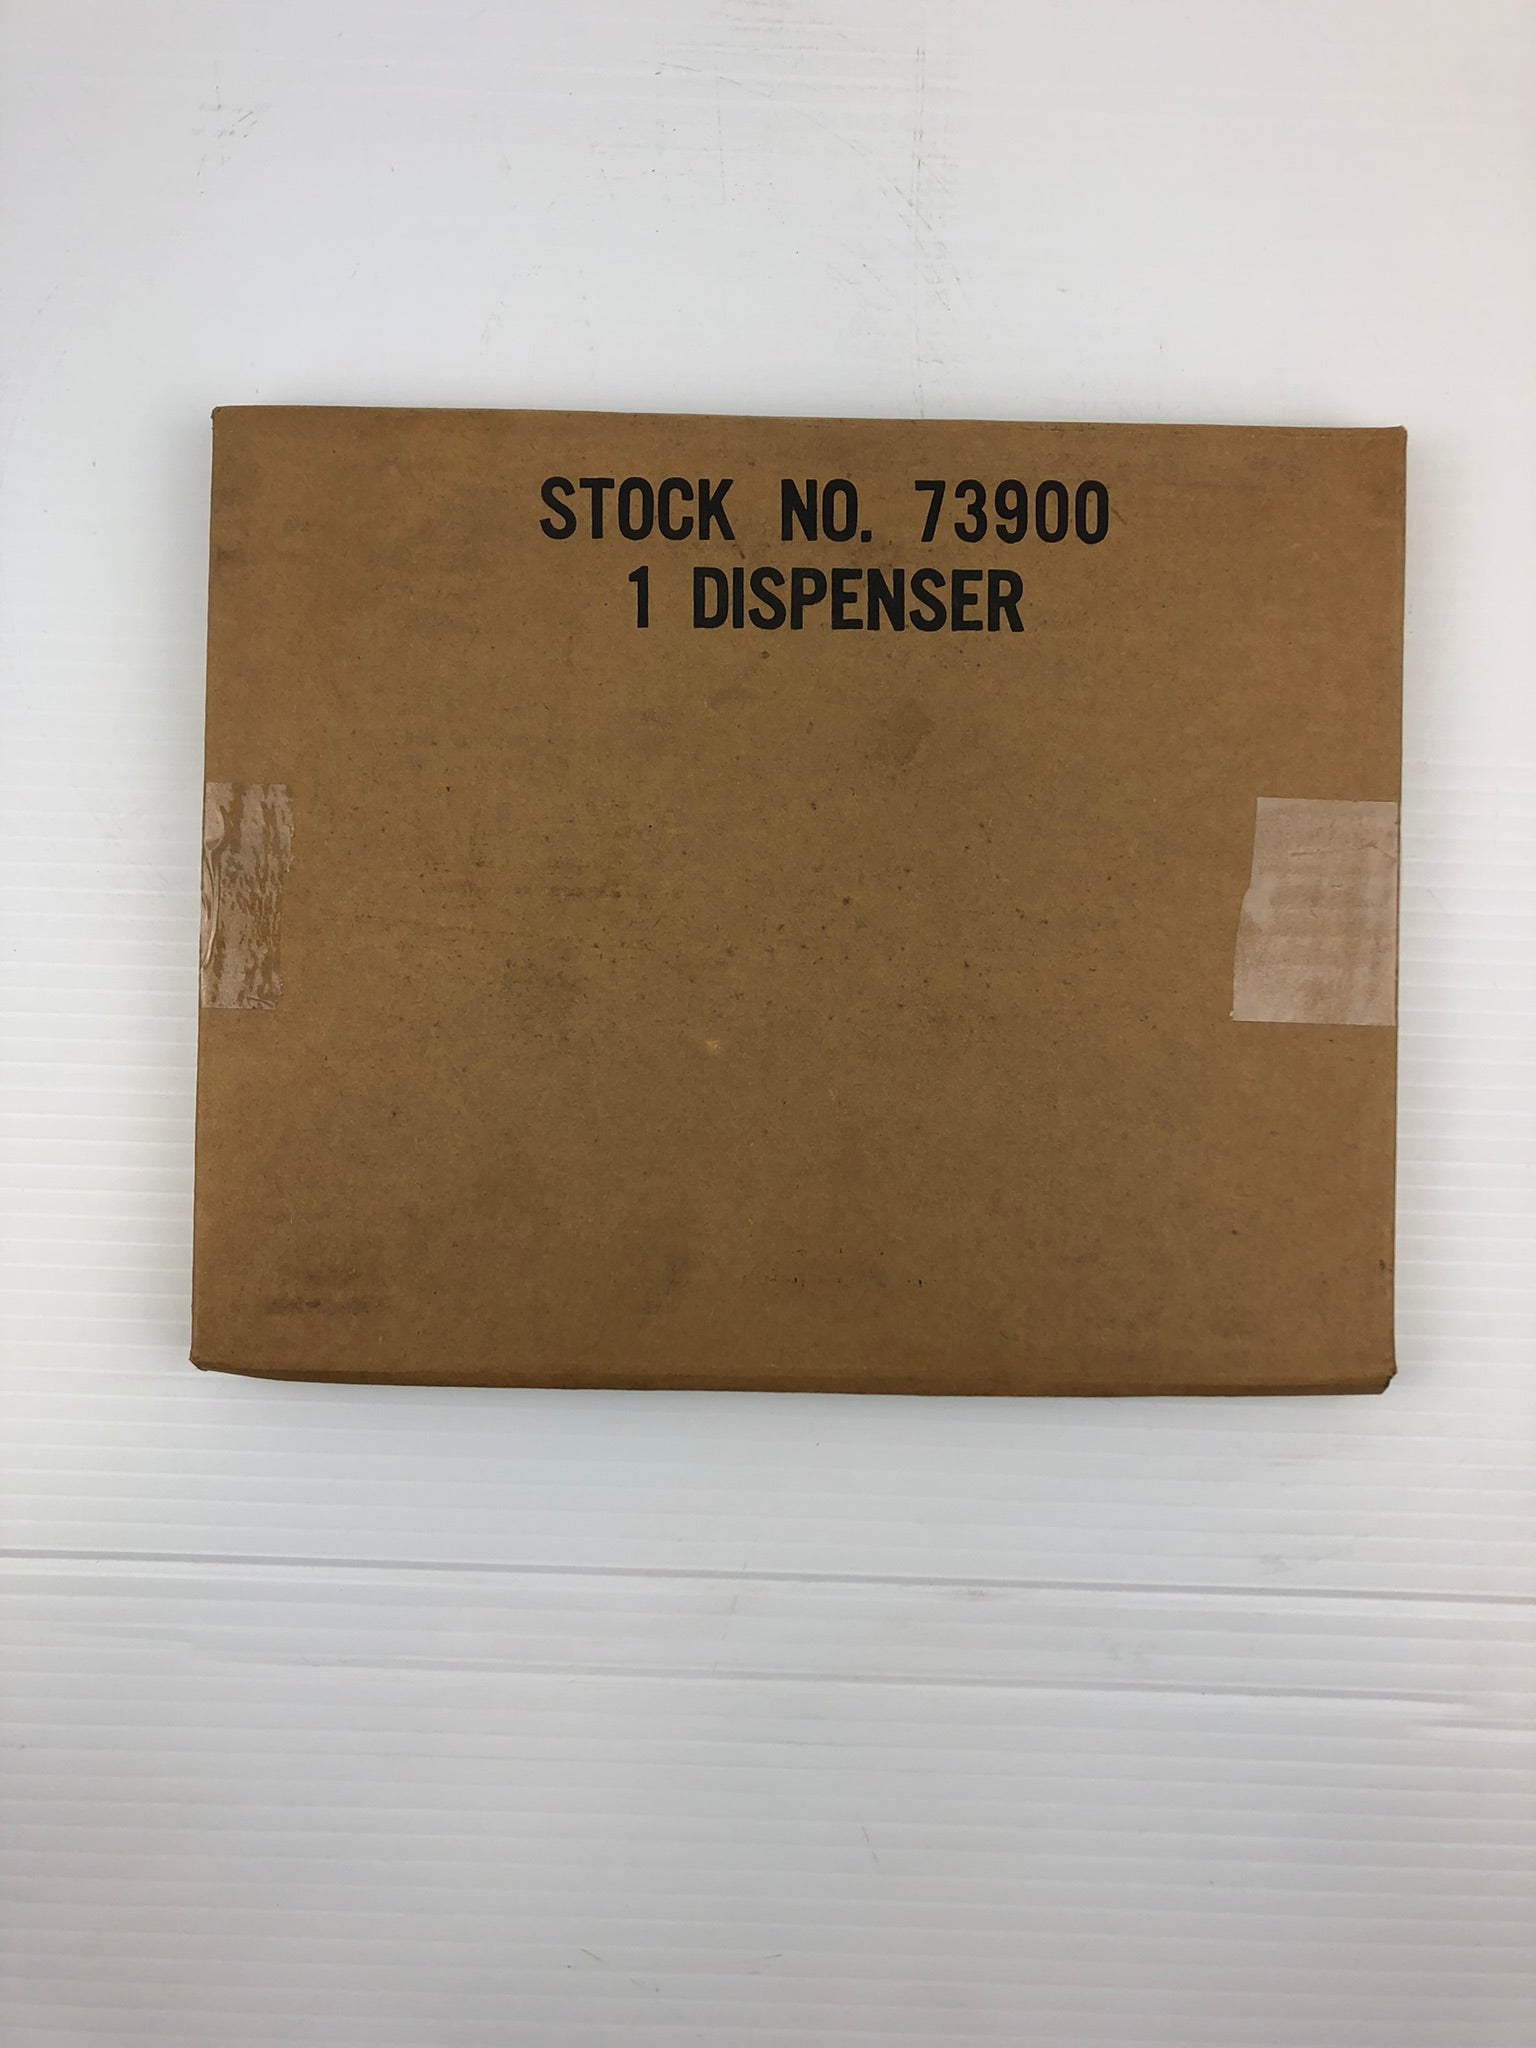 STOCK NO. 73900
1 DISPENSER